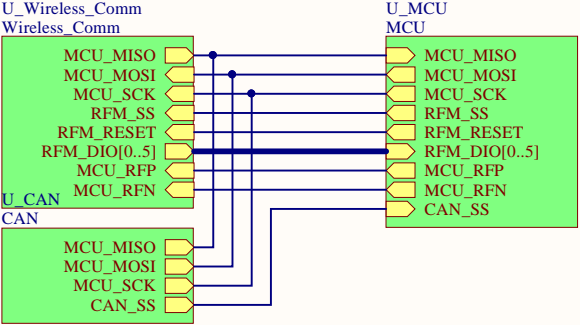 U_Wireless_Comm
Wireless_Comm
MCU_MISO
MCU_MOSI
MCU_SCK
RFM_SS
RFM_RESET
RFM_DIO[0..5]
MCU_RFP
MCU_RFN
U_CAN
CAN
MCU_MISO
MCU_MOSI
MCU_SCK
CAN_SS
U_MCU
MCU
MCU_MISO
MCU_MOSI
MCU_SCK
RFM_SS
RFM_RESET
RFM_DIO[0..5]
MCU_RFP
MCU_RFN
CAN_SS